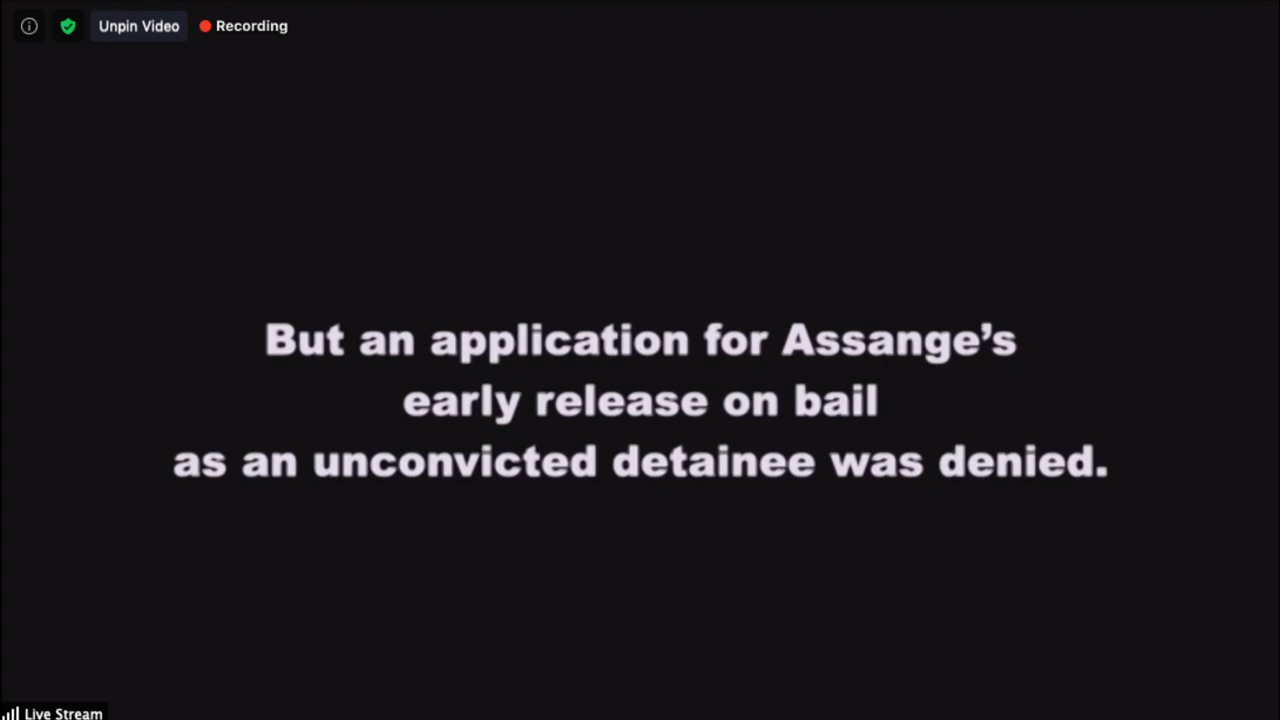 Unpin Video
Recording
But an application for Assange’s
early release on bail
as an unconvicted detainee was denied.
Live Stream